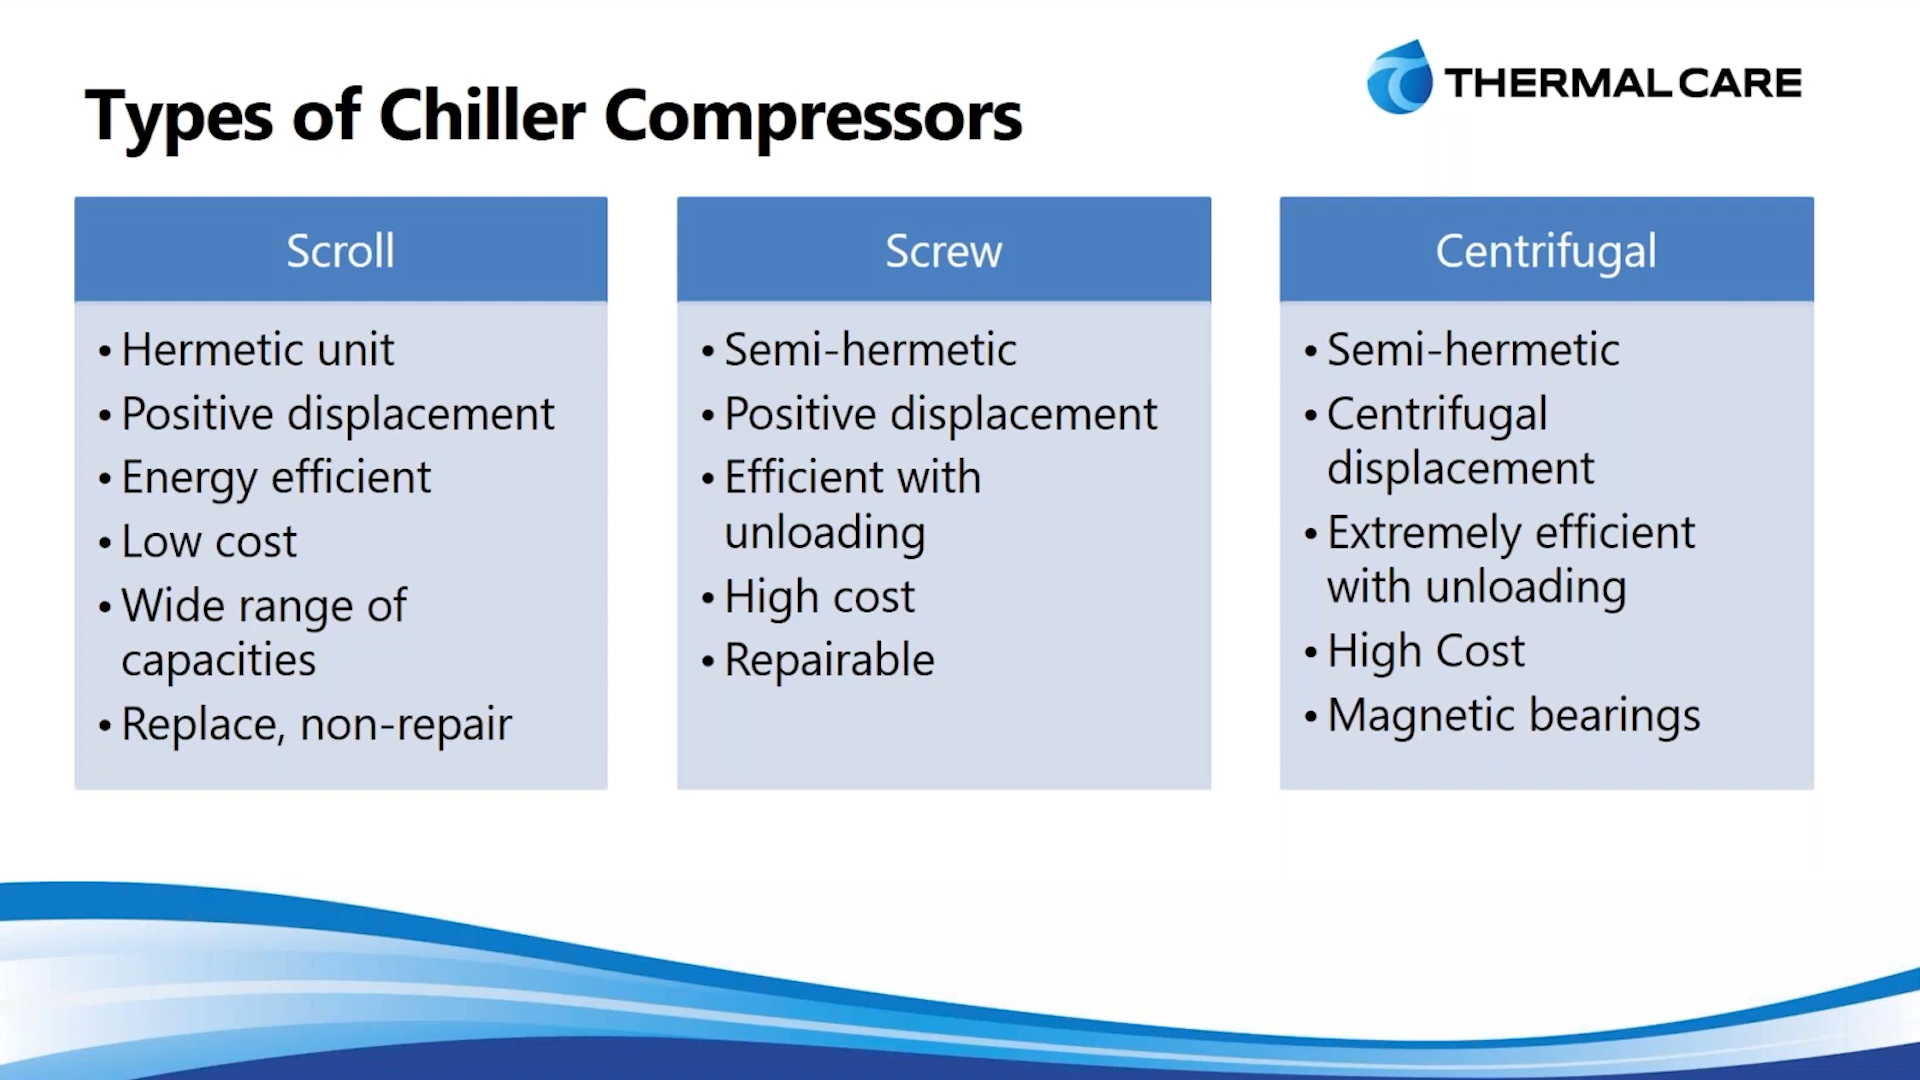 THERMAL CARE
Types of Chiller Compressors
Scroll
• Hermetic unit
• Positive displacement
• Energy efficient
• Low cost
• Wide range of
capacities
• Replace, non-repair
Screw
• Semi-hermetic
• Positive displacement
• Efficient with
unloading
• High cost
• Repairable
Centrifugal
• Semi-hermetic
• Centrifugal
displacement
• Extremely efficient
with unloading
• High Cost
• Magnetic bearings